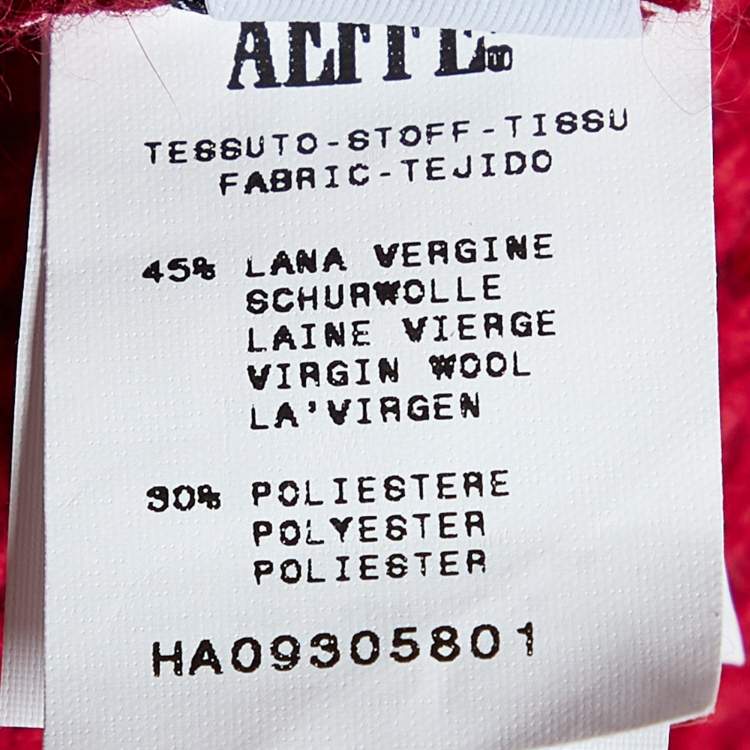 AEFFE
TESSUTO-STOFF-TISSU
FABRIC-TEJIDO
45% LANA VERGINE
SCHURWOLLE
LAINE VIERGE
VIRGIN WOOL
LA'VIRGEN
30% POLIESTERE
POLYESTER
POLIESTER
HA09305801